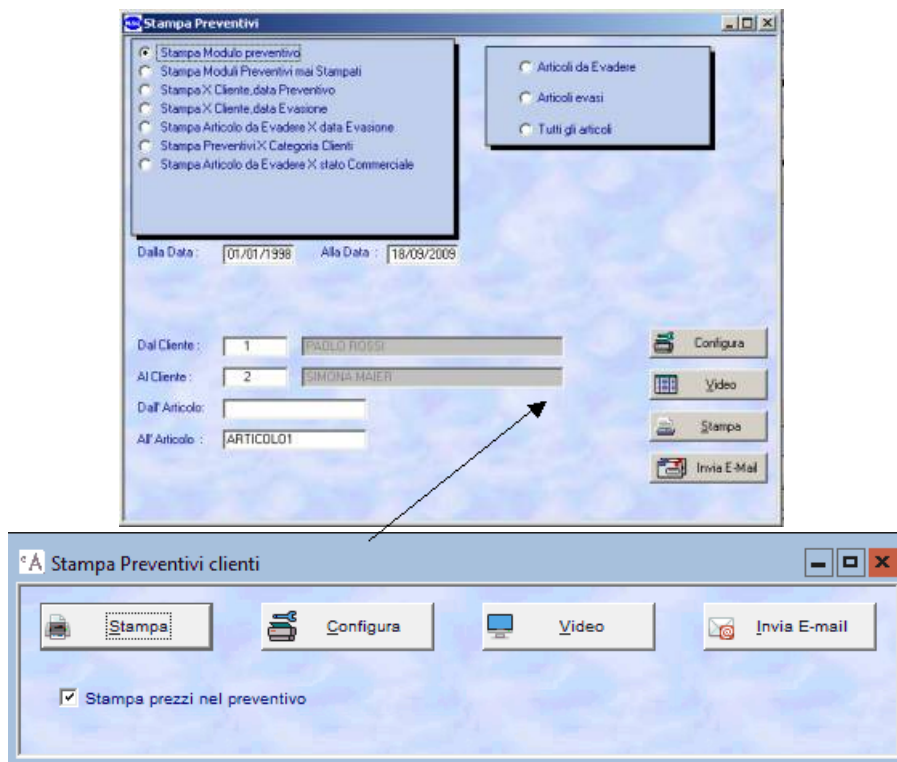 Stampa Preventivi
Stampa Modulo preventivo
Stampa Moduli Preventivi mai Stampati
Stampa X Cliente,data Preventivo
Stampa X Cliente,data Evasione
Stampa Articolo da Evadere X data Evasione
Stampa Preventivi X Categoria Clienti
Stampa Articolo da Evadere X stato Commerciale
Articoli da Evadere
Articoli evasi
Tutti gli articoli
Dalla Data : 01/01/1998 Alla Data : 18/09/2009
Dal Cliente : 1 PAOLO ROSSI
Al Cliente : 2 SIMONA MAIER
Dall' Articolo:
All' Articolo : ARTICOLO1
Configura
Video
Stampa
Invia E-Mail
Stampa Preventivi clienti
Stampa Configura Video Invia E-mail
Stampa prezzi nel preventivo